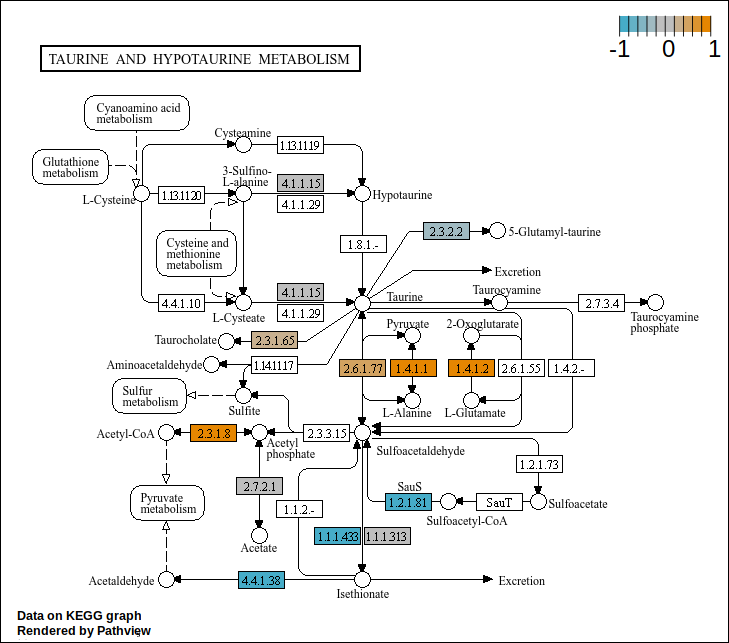 -1 0 1
TAURINE AND HYPOTAURINE METABOLISM
Cyanoamino acid
metabolism
Cysteamine
1.13.11.19
Glutathione
metabolism
3-Sulfino-
L-alanine
4.1.1.15
L-Cysteine
1.13.11.20
4.1.1.29
Hypotaurine
Cysteine and
methionine
metabolism
1.8.1.-
2.3.2.2
5-Glutamyl-taurine
Excretion
4.4.1.10
L-Cysteate
4.1.1.15
4.1.1.29
Taurine
Taurocyamine
2.7.3.4
Taurocyamine
phosphate
Taurocholate
2.3.1.65
Pyruvate
2-Oxoglutarate
Aminoacetaldehyde
1.14.11.17
2.6.1.77
1.4.1.1
1.4.1.2
2.6.1.55
1.4.2.-
Sulfur
metabolism
Sulfite
L-Alanine
L-Glutamate
Acetyl-CoA
2.3.1.8
Acetyl
phosphate
2.3.3.15
Sulfoacetaldehyde
1.2.1.73
Pyruvate
metabolism
2.7.2.1
1.1.2.-
SauS
1.2.1.81
SauT
Sulfoacetate
Sulfoacetyl-CoA
Acetate
1.1.1.433
1.1.1.313
Acetaldehyde
4.4.1.38
Isethionate
Excretion
Data on KEGG graph
Rendered by Pathview